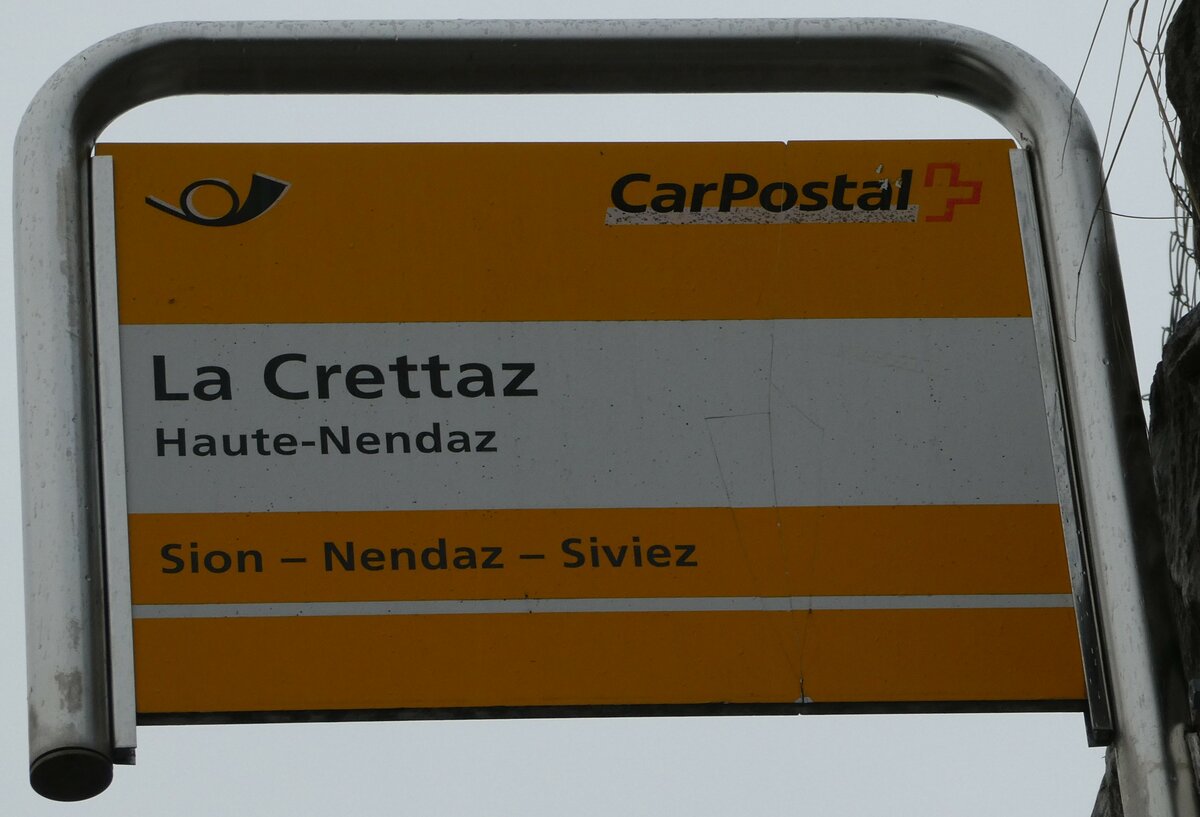 CarPostal
La Crettaz
Haute-Nendaz
Sion – Nendaz – Siviez